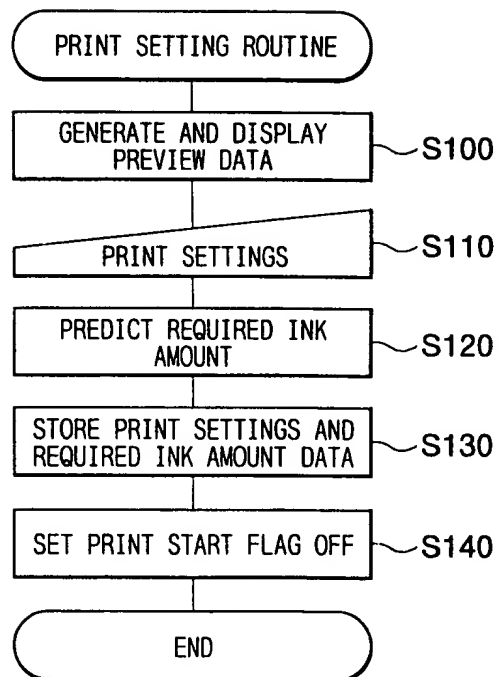 PRINT SETTING ROUTINE
GENERATE AND DISPLAY
PREVIEW DATA
S100
PRINT SETTINGS
S110
PREDICT REQUIRED INK
AMOUNT
S120
STORE PRINT SETTINGS AND
REQUIRED INK AMOUNT DATA
S130
SET PRINT START FLAG OFF
S140
END